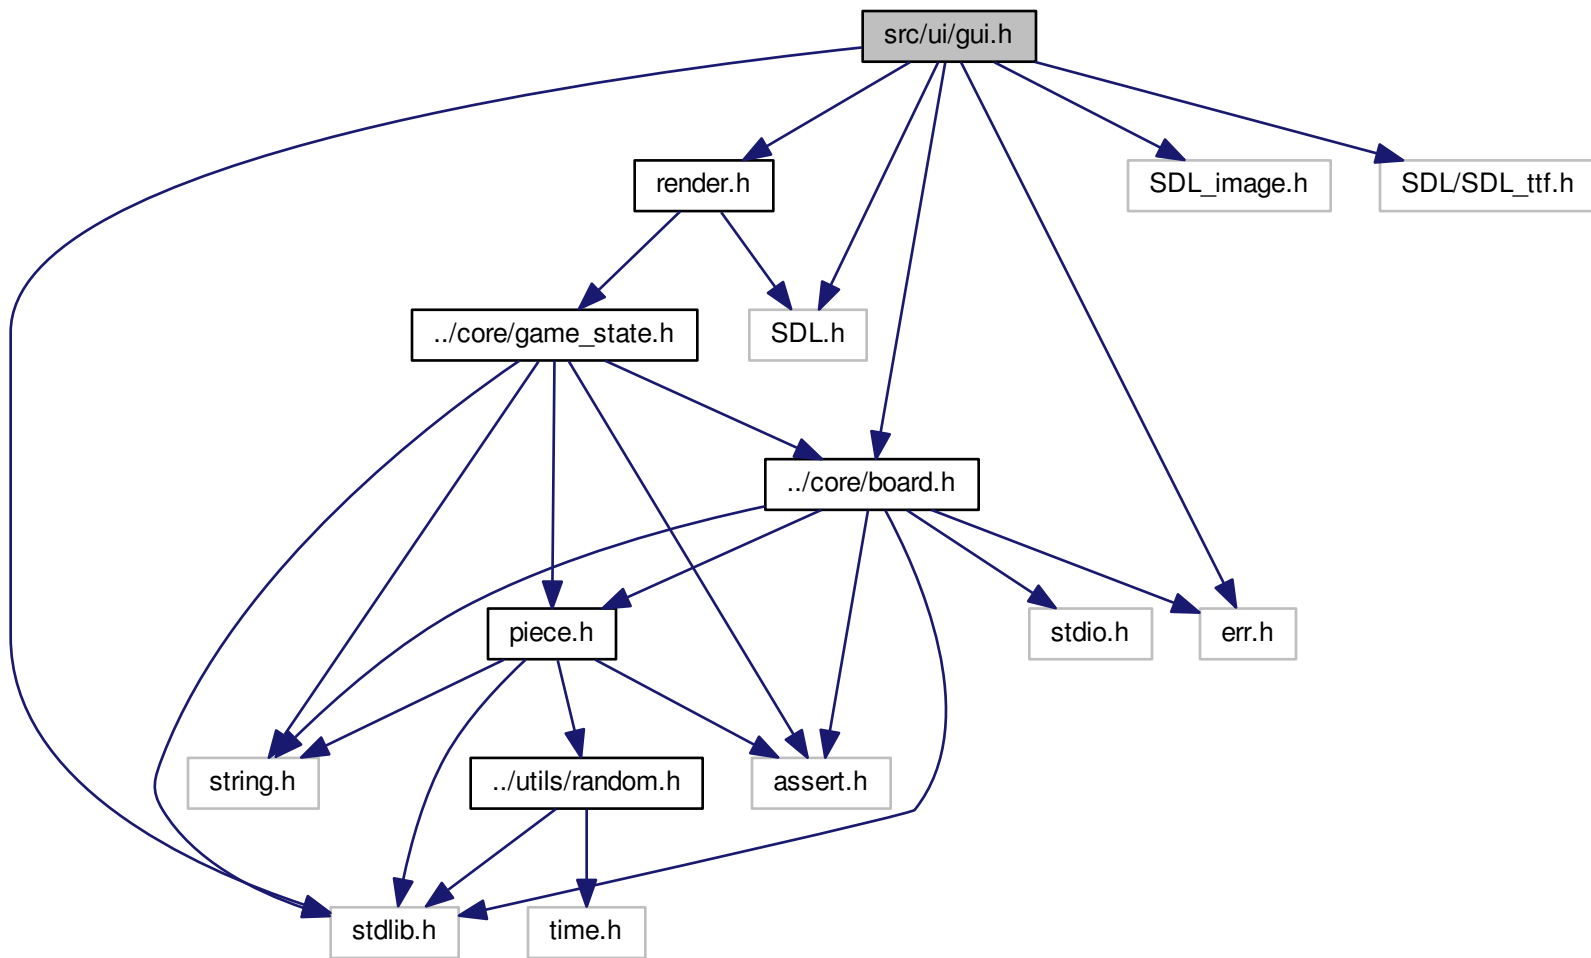 src/ui/gui.h
render.h
SDL_image.h
SDL/SDL_ttf.h
../core/game_state.h
SDL.h
../core/board.h
piece.h
stdio.h
err.h
string.h
../utils/random.h
assert.h
stdlib.h
time.h